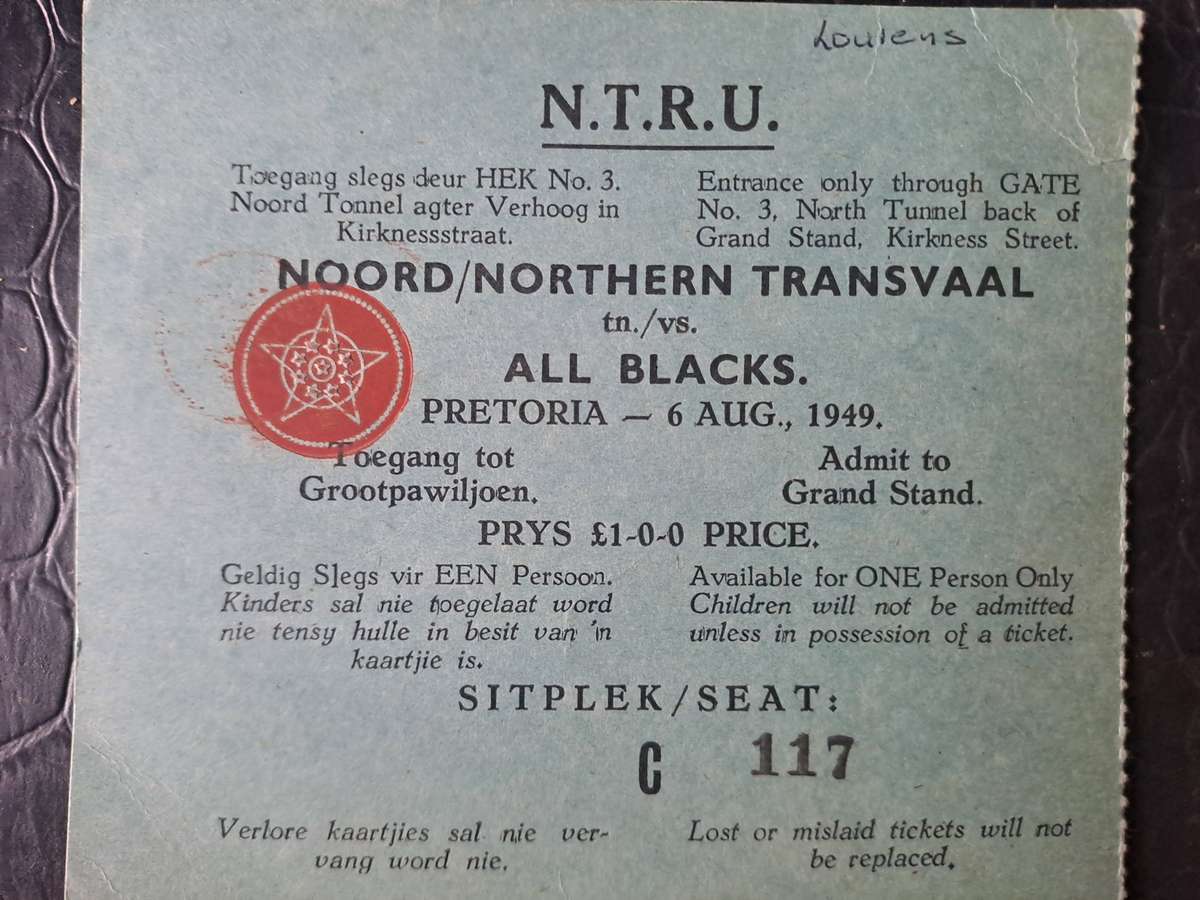 Loulens
N.T.R.U.
Toegang slegs deur HEK No. 3.
Noord Tonnel agter Verhoog in
Kirknessstraat.
Entrance only through GATE
No. 3, North Tunnel back of
Grand Stand, Kirkness Street.
NOORD/NORTHERN TRANSVAAL
tn./vs.
ALL BLACKS.
PRETORIA — 6 AUG., 1949.
Toegang tot
Grootpawiljoen.
Admit to
Grand Stand.
PRYS £1-0-0 PRICE.
Geldig Slegs vir EEN Persoon.
Kinders sal nie toegelaat word
nie tensy hulle in besit van 'n
kaartjie is.
Available for ONE Person Only
Children will not be admitted
unless in possession of a ticket.
SITPLEK/SEAT:
C 117
Verlore kaartjies sal nie ver-
vang word nie.
Lost or mislaid tickets will not
be replaced.